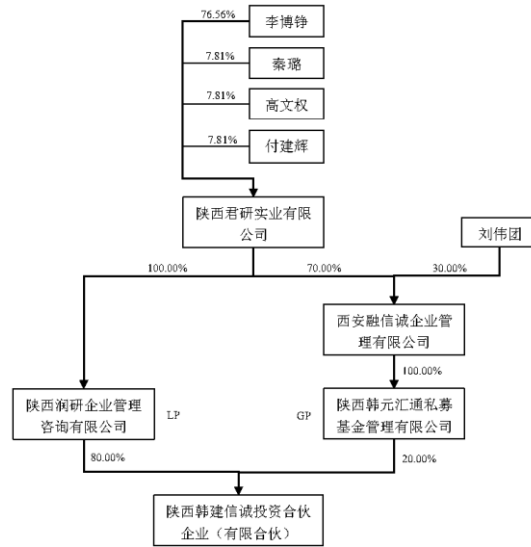 76.56%
李博铮
7.81%
秦璐
7.81%
高文权
7.81%
付建辉
陕西君研实业有限
公司
刘伟团
100.00%
70.00%
30.00%
西安融信诚企业管
理有限公司
100.00%
陕西润研企业管理
咨询有限公司
LP
GP
陕西韩元汇通私募
基金管理有限公司
80.00%
20.00%
陕西韩建信诚投资合伙
企业（有限合伙）